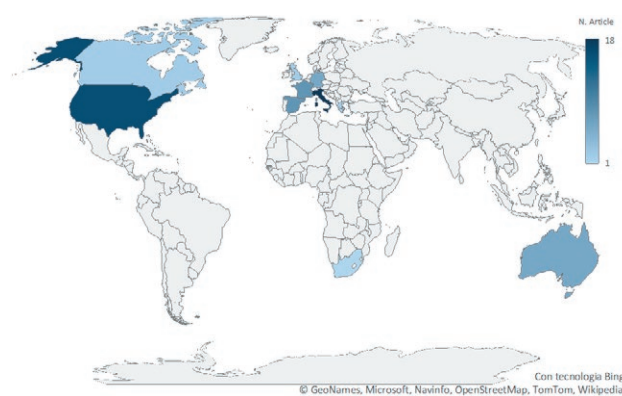 N. Article
18
1
Con tecnologia Bing
© GeoNames, Microsoft, Navinfo, OpenStreetMap, TomTom, Wikipedia